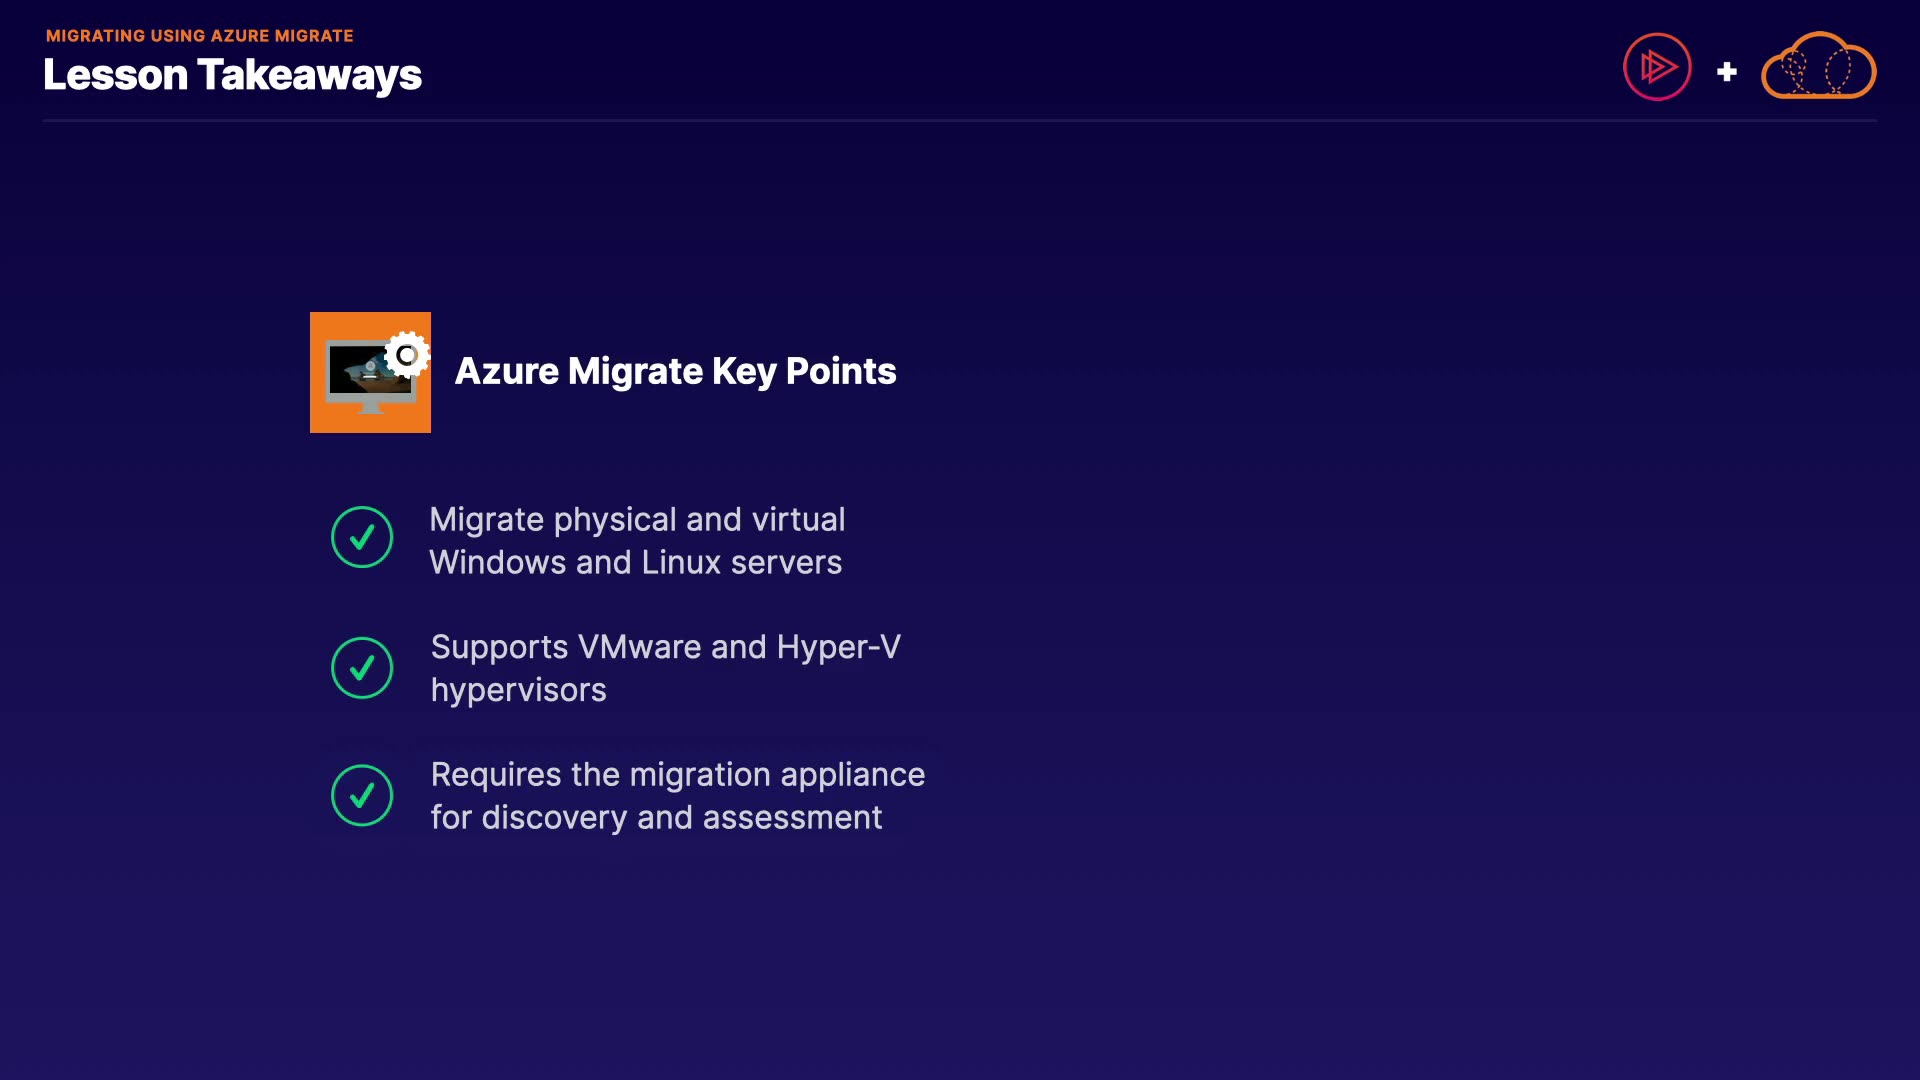 MIGRATING USING AZURE MIGRATE
Lesson Takeaways
Azure Migrate Key Points
Migrate physical and virtual
Windows and Linux servers
Supports VMware and Hyper-V
hypervisors
Requires the migration appliance
for discovery and assessment